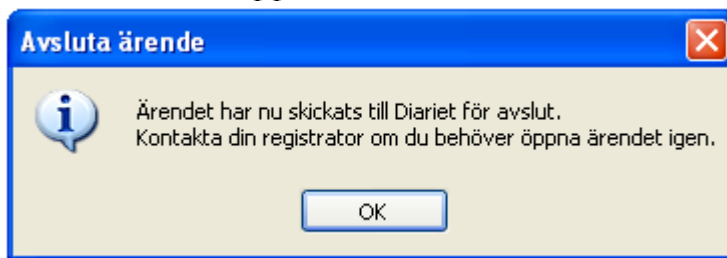 Avsluta ärende
Ärendet har nu skickats till Diariet för avslut.
Kontakta din registrator om du behöver öppna ärendet igen.
OK